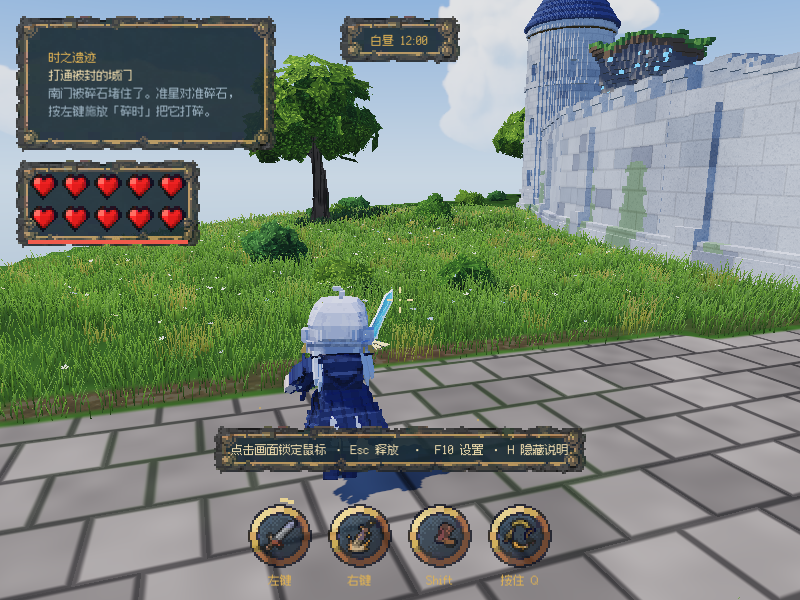 时之遗迹
打通被封的城门
南门被碎石堵住了。准星对准碎石，
按左键施放「碎时」把它打碎。
白昼 12:00
点击画面锁定鼠标 · Esc 释放 · F10 设置 · H 隐藏说明
左键
右键
Shift
按住 Q